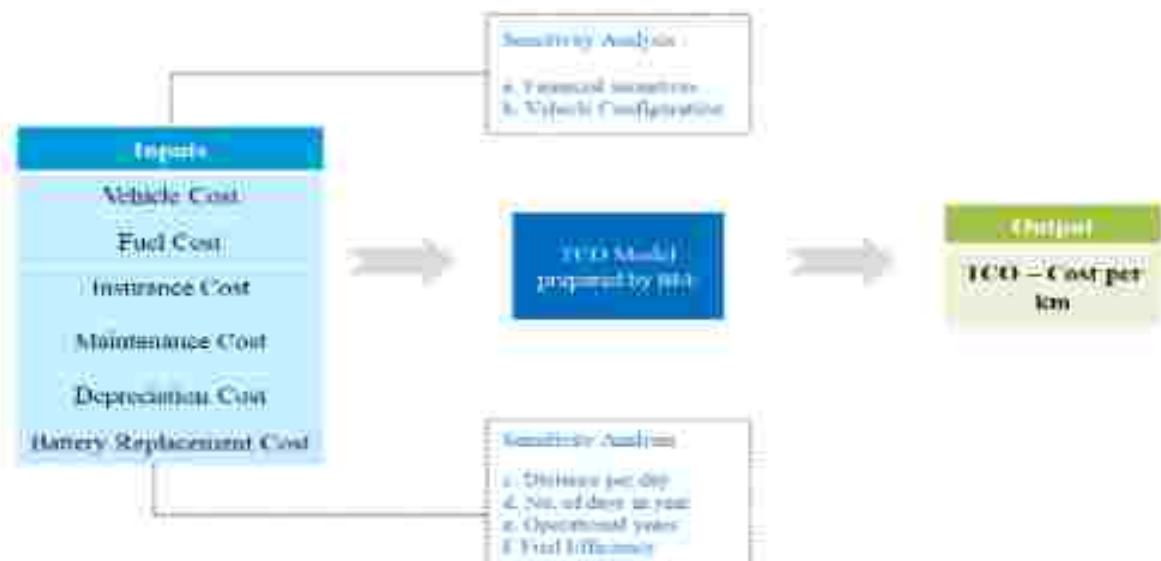 Sensitivity Analysis
a. Financial incentives
b. Vehicle Configuration
Inputs
Vehicle Cost
Fuel Cost
Insurance Cost
Maintenance Cost
Depreciation Cost
Battery Replacement Cost
TCO Model
prepared by
Output
TCO – Cost per
km
Sensitivity Analysis
c. Distance per day
d. No. of days in year
e. Operational years
f. Fuel Efficiency